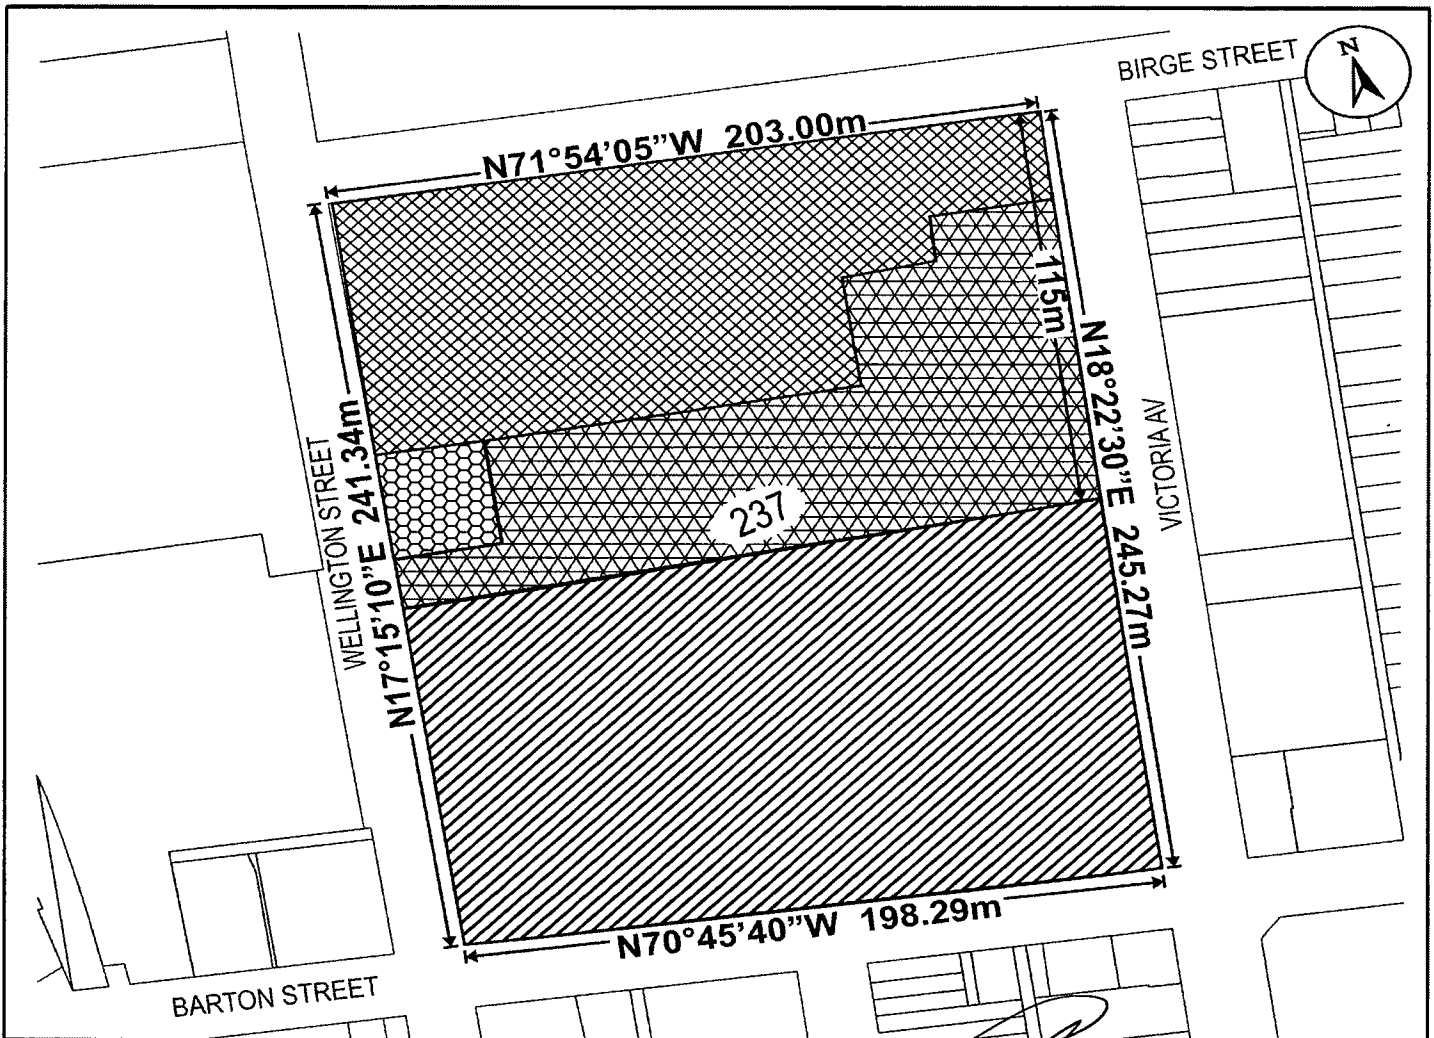 BIRGE STREET
N
N71°54'05”W 203.00m
115m
N18°22'30”E 245.27m
VICTORIA AV
WELLINGTON STREET
N17°15'10”E 241.34m
237
N70°45'40”W 198.29m
BARTON STREET